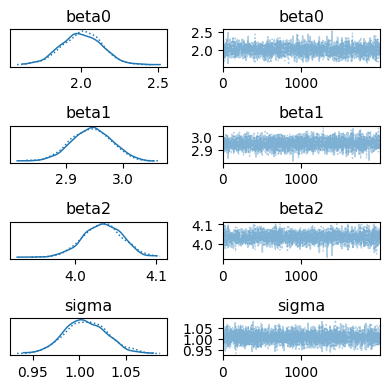 beta0 beta0
2.5
2.0
2.0 2.5 0 1000
beta1 beta1
3.0
2.9
2.9 3.0 0 1000
beta2 beta2
4.1
4.0
4.0 4.1 0 1000
sigma sigma
1.05
1.00
0.95
0.95 1.00 1.05 0 1000